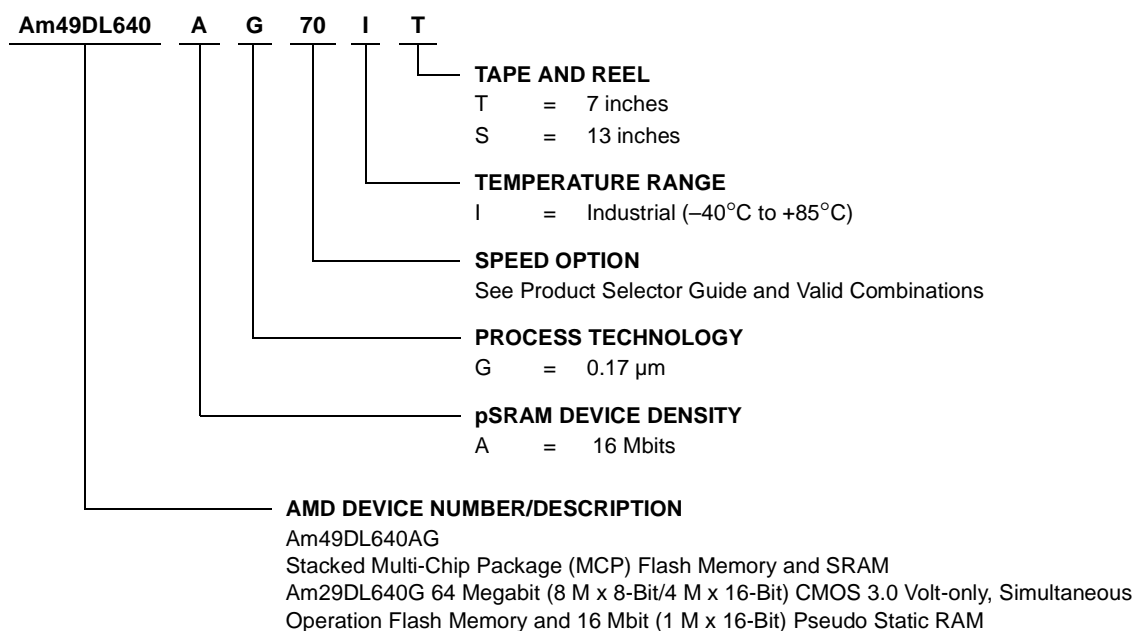 Am49DL640 A G 70 I T
TAPE AND REEL
T = 7 inches
S = 13 inches
TEMPERATURE RANGE
I = Industrial (–40°C to +85°C)
SPEED OPTION
See Product Selector Guide and Valid Combinations
PROCESS TECHNOLOGY
G = 0.17 µm
pSRAM DEVICE DENSITY
A = 16 Mbits
AMD DEVICE NUMBER/DESCRIPTION
Am49DL640AG
Stacked Multi-Chip Package (MCP) Flash Memory and SRAM
Am29DL640G 64 Megabit (8 M x 8-Bit/4 M x 16-Bit) CMOS 3.0 Volt-only, Simultaneous
Operation Flash Memory and 16 Mbit (1 M x 16-Bit) Pseudo Static RAM